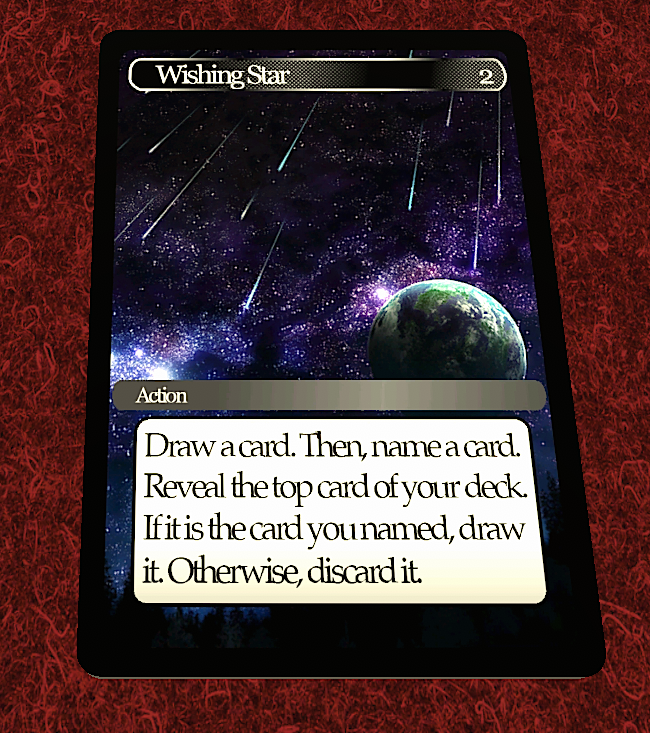 Wishing Star 2
Action
Draw a card. Then, name a card.
Reveal the top card of your deck.
If it is the card you named, draw
it. Otherwise, discard it.